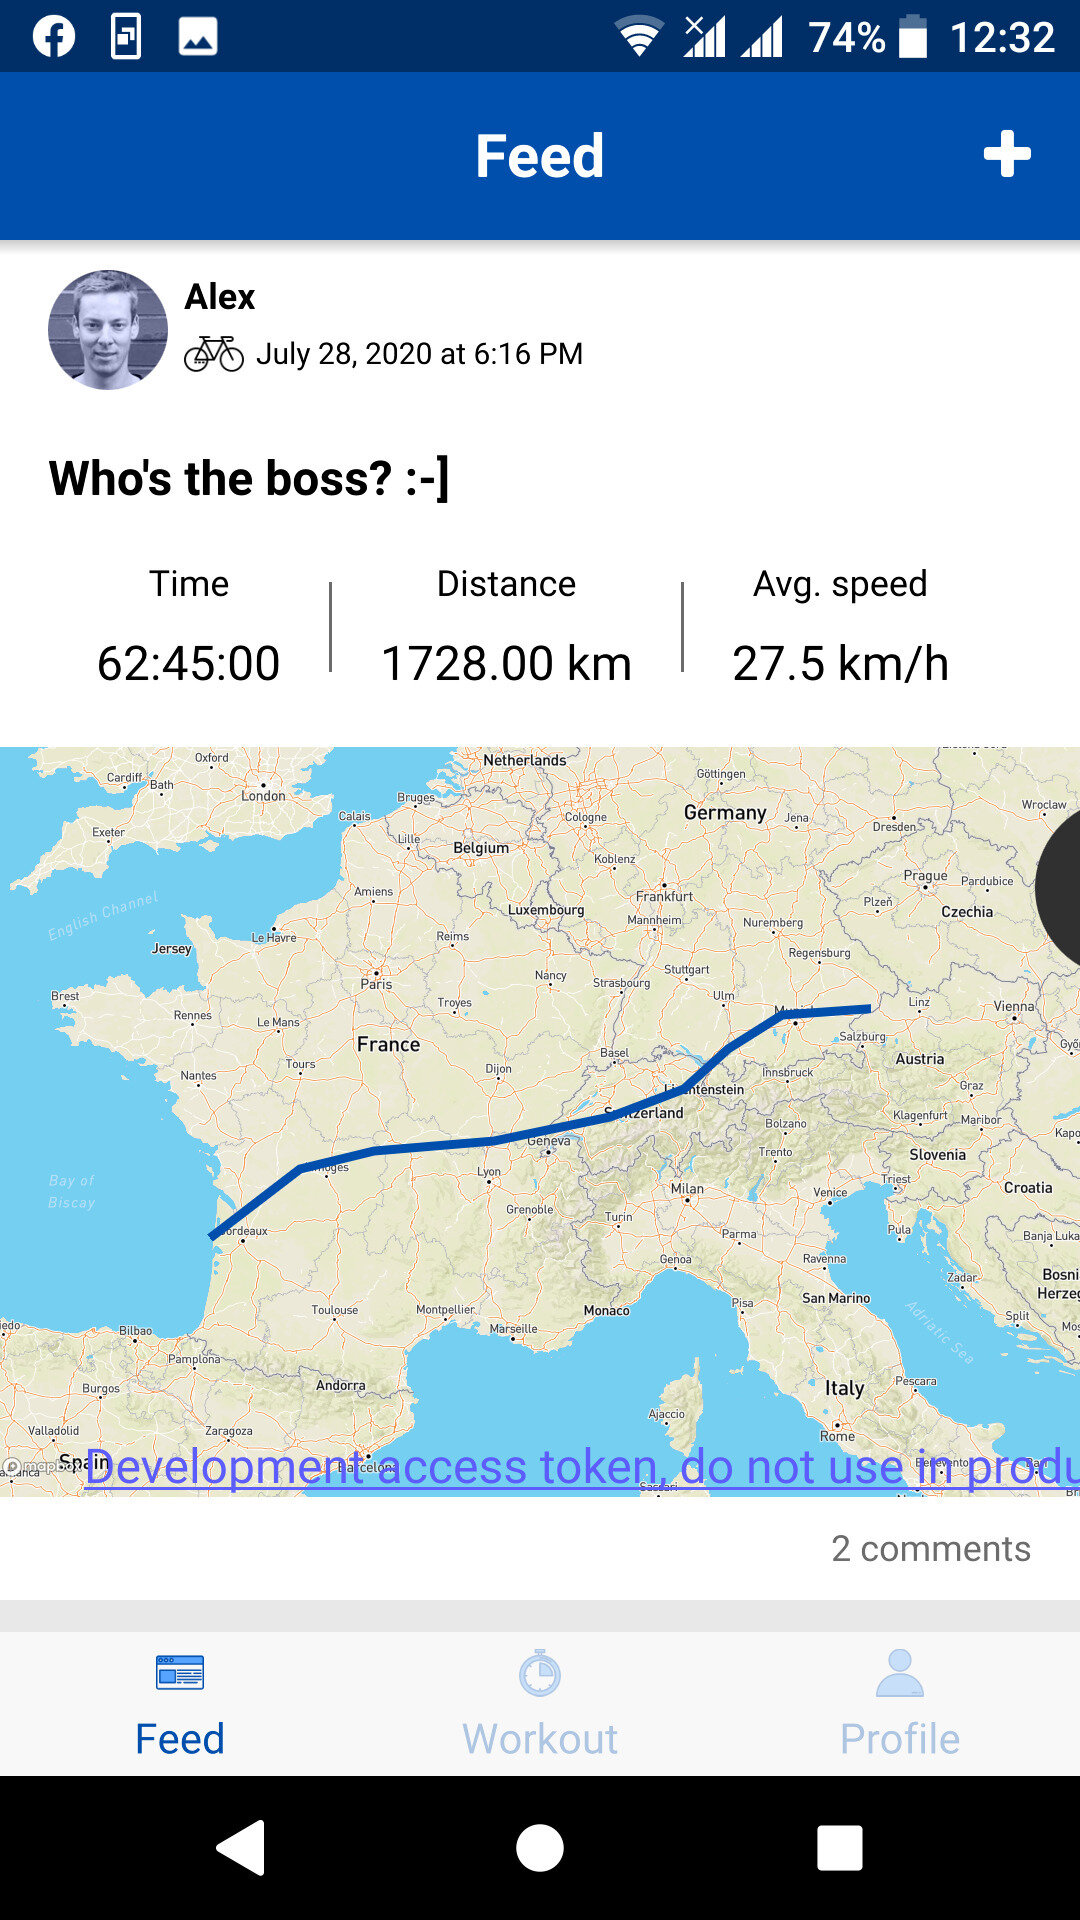 74% 12:32
Feed
Alex
July 28, 2020 at 6:16 PM
Who's the boss? :-]
Time Distance Avg. speed
62:45:00 1728.00 km 27.5 km/h
Netherlands
Oxford
Göttingen
Cardiff
Bath
London
Bruges
Wroclaw
Germany
Jena
Calais
Cologne
Dresden
Exeter
Lille
Belgium
Koblenz
Prague
Pardubice
Amiens
Frankfurt
Plzeň
English Channel
Luxembourg
Mannheim
Nuremberg
Czechia
Le Havre
Reims
Jersey
Regensburg
Paris
Nancy
Strasbourg
Stuttgart
Brest
Troyes
Ulm
Linz
Vienna
Rennes
Le Mans
France
Salzburg
Basel
Austria
Tours
Dijon
Nantes
Innsbruck
Graz
Klagenfurt
Maribor
Bolzano
Geneva
Trento
Slovenia
Lyon
Bay of
Biscay
Milan
Venice
Triest
Croatia
Grenoble
Turin
Parma
Pula
Banja Luka
Genoa
Ravenna
Zadar
Toulouse
Montpellier
Monaco
Pisa
San Marino
Split
Marseille
Adriatic Sea
Bilbao
Pamplona
Andorra
Burgos
Italy
Pescara
Ajaccio
Valladolid
Zaragoza
Rome
mapbox
Spain
Barcelona
Development access token, do not use in produ
Sassari
2 comments
Feed Workout Profile